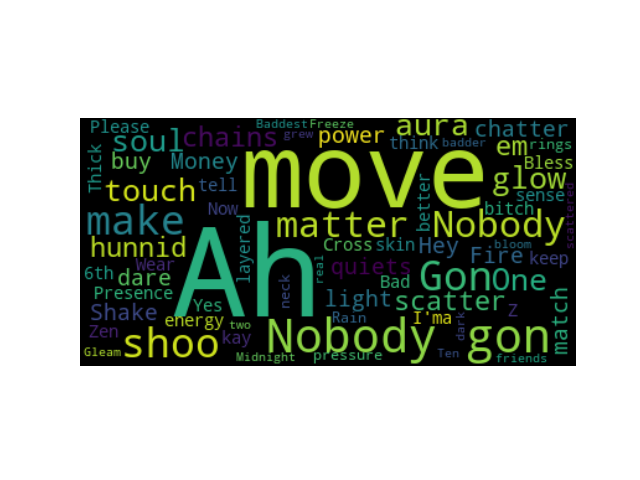 Please
Baddest
Freeze
grew
power
aura
chatter
soul
chains
think
badder
em
rings
Thick
buy
Money
move
Bless
touch
tell
glow
sense
scattered
make
Now
layered
matter
better
Nobody
bitch
hunnid
Ah
Cross
skin
Hey
bloom
Wear
quiets
Fire
keep
6th
dare
neck
real
Bad
Gon
One
Presence
Yes
light
scatter
Z
match
Shake
energy
Rain
I'ma
Zen
shoo
two
kay
Nobody
dark
gon
Gleam
Midnight
pressure
Ten
friends